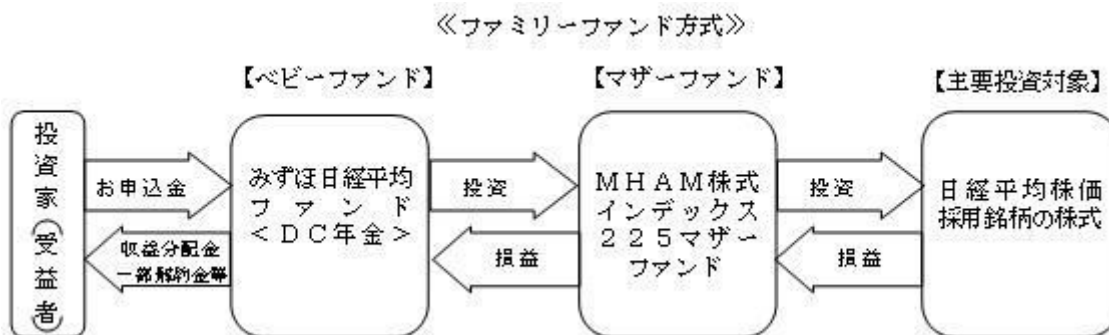 ≪ファミリーファンド方式≫
【ベビーファンド】
【マザーファンド】
【主要投資対象】
投資家(受益者)
お申込金
収益分配金
一部解約金等
みずほ日経平均
ファンド
<DC年金>
投資
損益
MHAM株式
インデックス
225マザー
ファンド
投資
損益
日経平均株価
採用銘柄の株式